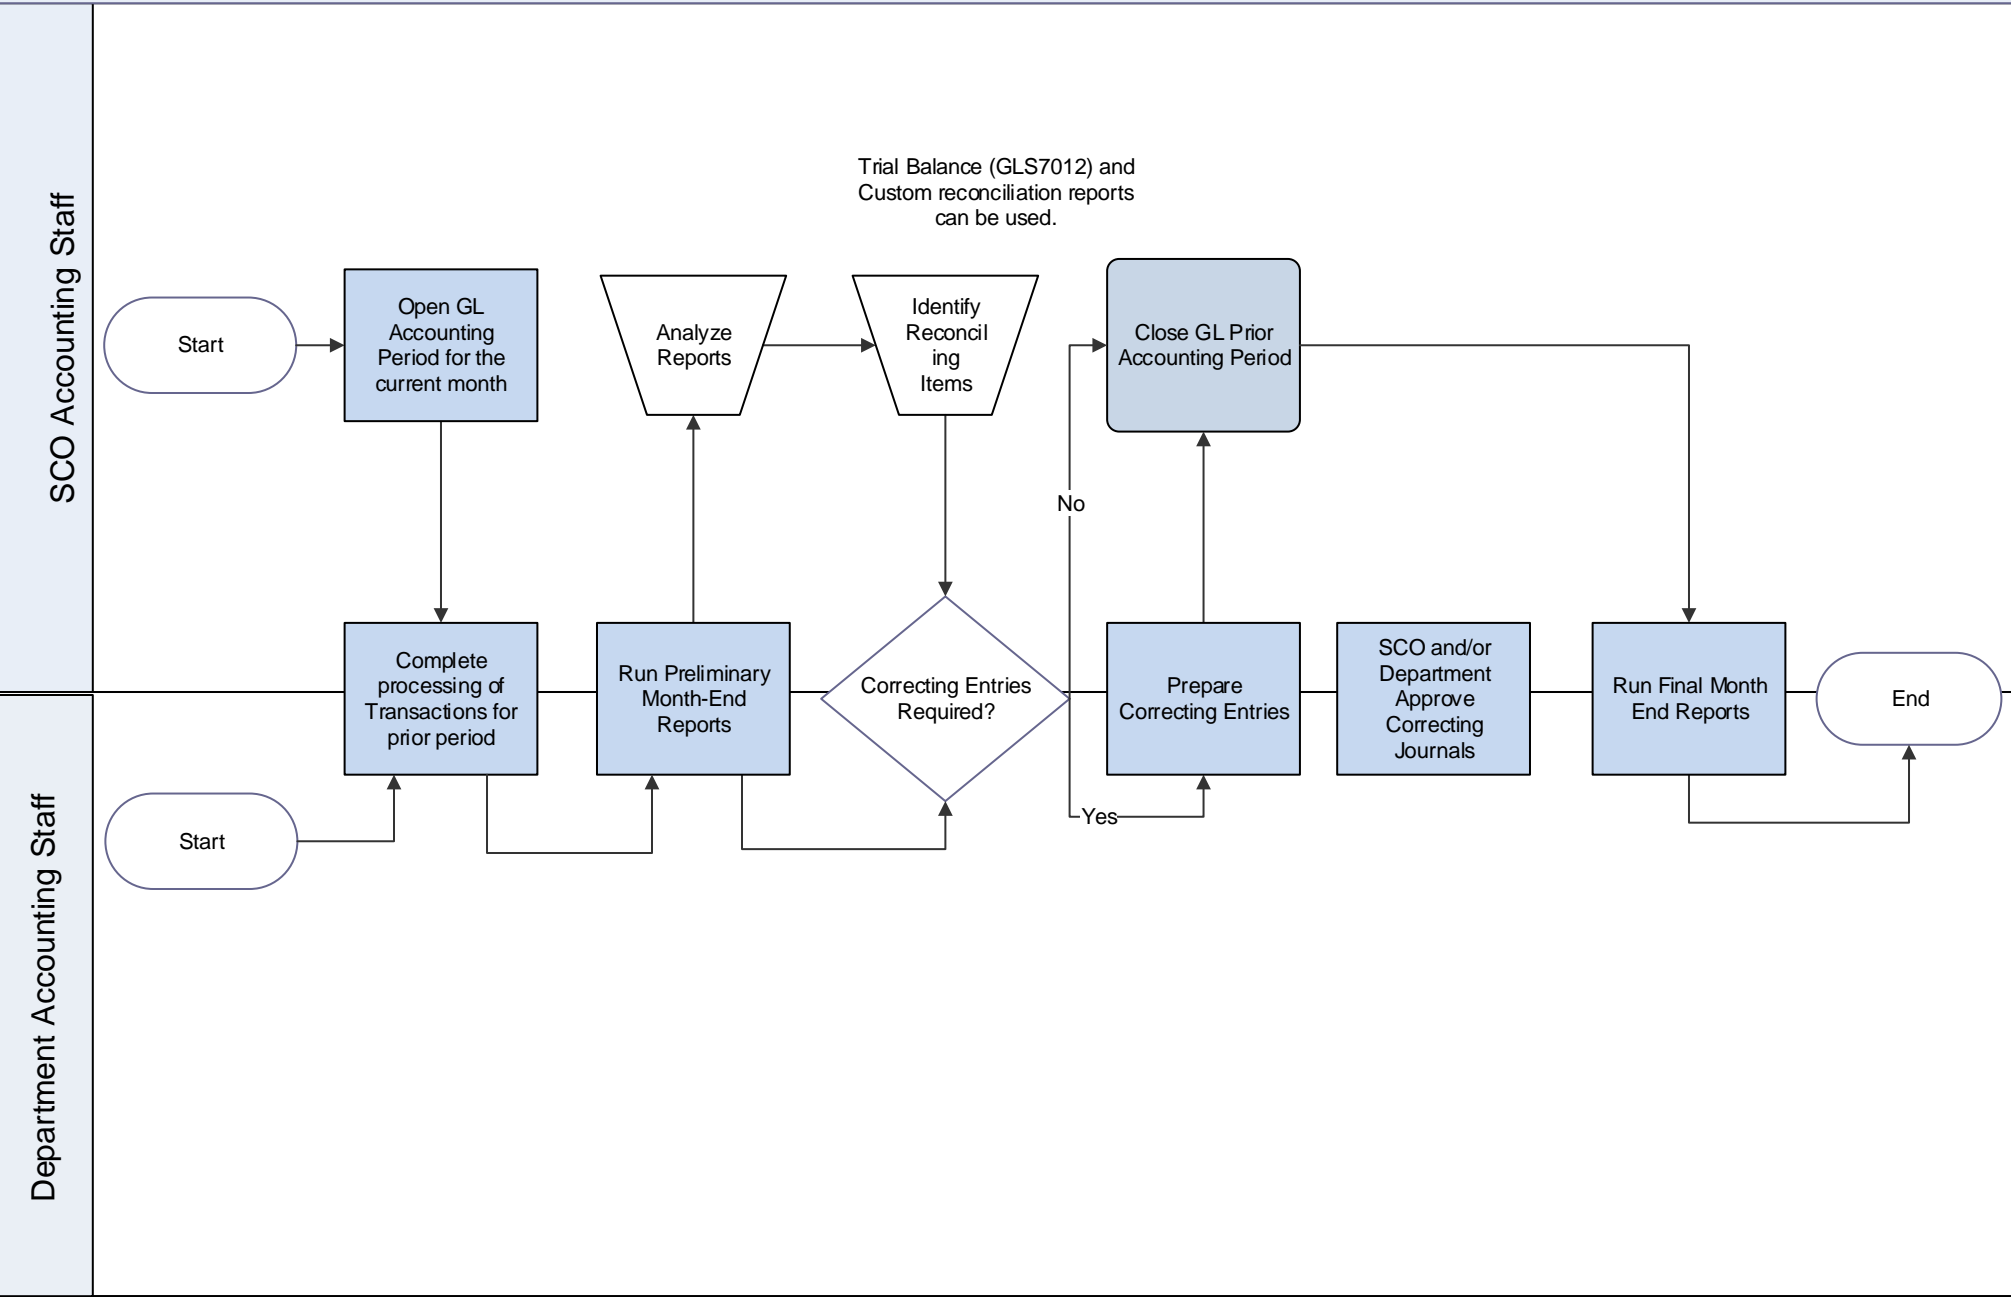 SCO Accounting Staff
Trial Balance (GLS7012) and
Custom reconciliation reports
can be used.
Start
Open GL
Accounting
Period for the
current month
Analyze
Reports
Identify
Reconcil
ing
Items
Close GL Prior
Accounting Period
No
Complete
processing of
Transactions for
prior period
Run Preliminary
Month-End
Reports
Correcting Entries
Required?
Prepare
Correcting Entries
SCO and/or
Department
Approve
Correcting
Journals
Run Final Month
End Reports
End
Yes
Department Accounting Staff
Start